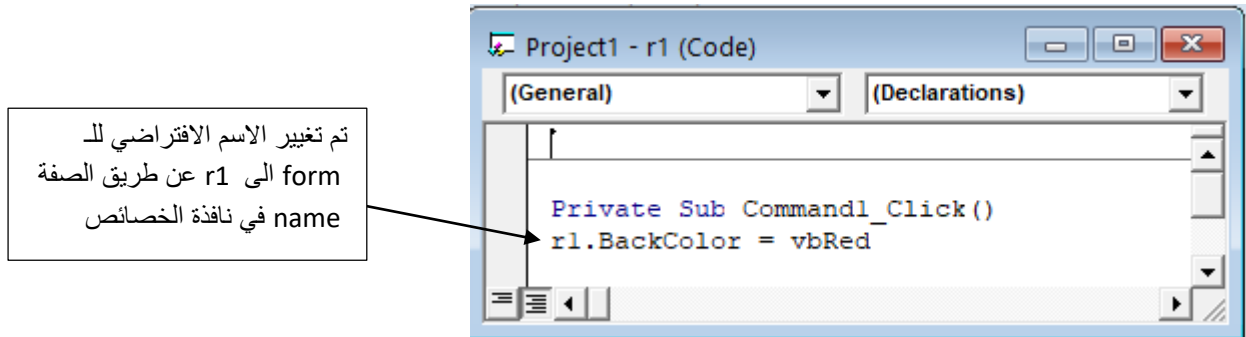 Project1 - r1 (Code)
(General) (Declarations)
تم تغيير الاسم الافتراضي للـ
form الى r1 عن طريق الصفة
name في نافذة الخصائص
Private Sub Command1_Click()
r1.BackColor = vbRed